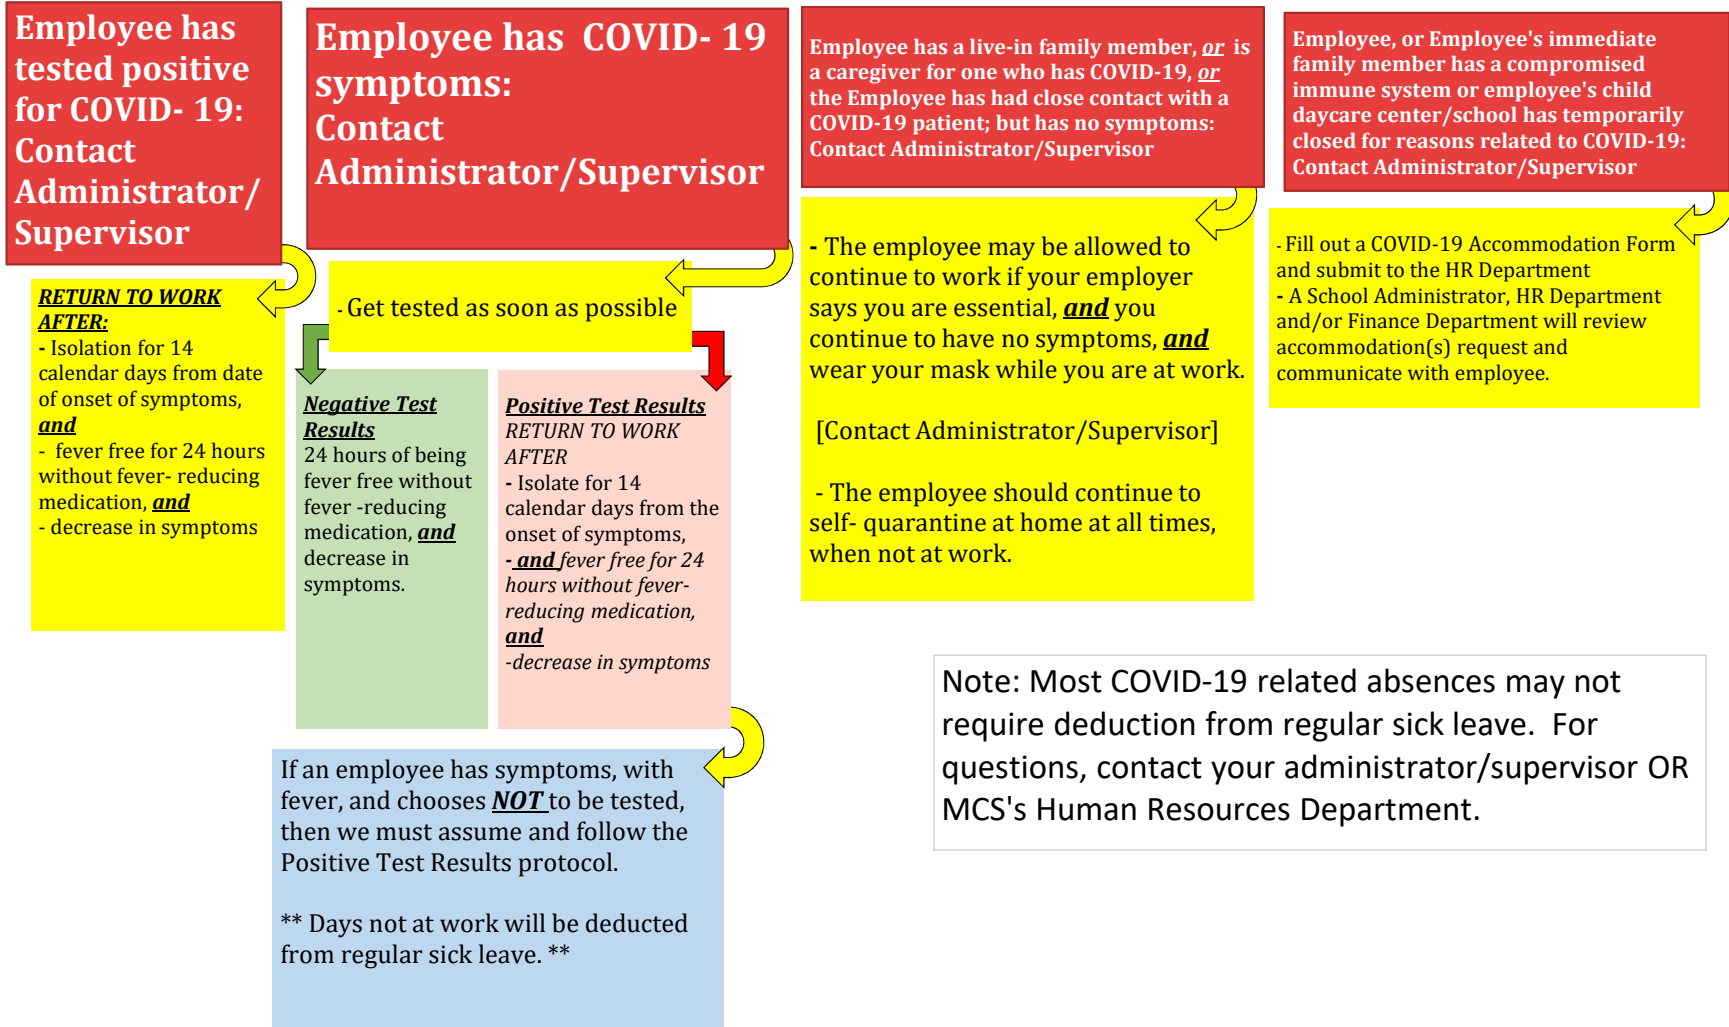 Employee has
tested positive
for COVID- 19:
Contact
Administrator/
Supervisor
RETURN TO WORK
AFTER:
- Isolation for 14
calendar days from date
of onset of symptoms,
and
- fever free for 24 hours
without fever- reducing
medication, and
- decrease in symptoms
Employee has COVID- 19
symptoms:
Contact
Administrator/Supervisor
- Get tested as soon as possible
Negative Test
Results
24 hours of being
fever free without
fever -reducing
medication, and
decrease in
symptoms.
Positive Test Results
RETURN TO WORK
AFTER
- Isolate for 14
calendar days from the
onset of symptoms,
- and fever free for 24
hours without fever-
reducing medication,
and
-decrease in symptoms
If an employee has symptoms, with
fever, and chooses NOT to be tested,
then we must assume and follow the
Positive Test Results protocol.
** Days not at work will be deducted
from regular sick leave. **
Employee has a live-in family member, or is
a caregiver for one who has COVID-19, or
the Employee has had close contact with a
COVID-19 patient; but has no symptoms:
Contact Administrator/Supervisor
- The employee may be allowed to
continue to work if your employer
says you are essential, and you
continue to have no symptoms, and
wear your mask while you are at work.
[Contact Administrator/Supervisor]
- The employee should continue to
self- quarantine at home at all times,
when not at work.
Employee, or Employee's immediate
family member has a compromised
immune system or employee's child
daycare center/school has temporarily
closed for reasons related to COVID-19:
Contact Administrator/Supervisor
- Fill out a COVID-19 Accommodation Form
and submit to the HR Department
- A School Administrator, HR Department
and/or Finance Department will review
accommodation(s) request and
communicate with employee.
Note: Most COVID-19 related absences may not
require deduction from regular sick leave. For
questions, contact your administrator/supervisor OR
MCS's Human Resources Department.